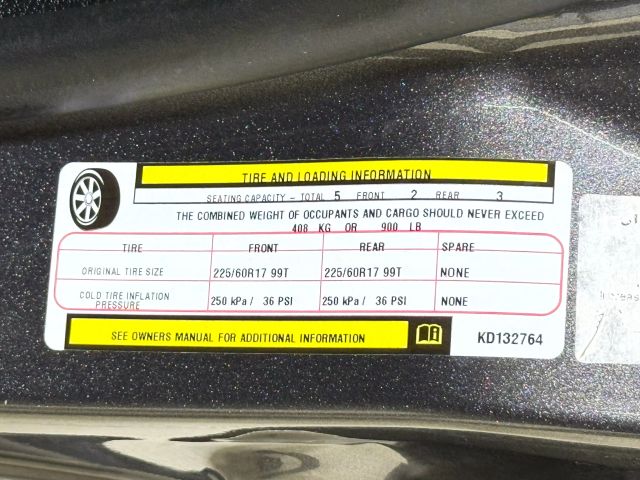 TIRE AND LOADING INFORMATION
SEATING CAPACITY - TOTAL 5 FRONT 2 REAR 3
THE COMBINED WEIGHT OF OCCUPANTS AND CARGO SHOULD NEVER EXCEED
408 KG OR 900 LB
TIRE FRONT REAR SPARE
ORIGINAL TIRE SIZE 225/60R17 99T 225/60R17 99T NONE
COLD TIRE INFLATION PRESSURE 250 kPa / 36 PSI 250 kPa / 36 PSI NONE
SEE OWNERS MANUAL FOR ADDITIONAL INFORMATION
KD132764